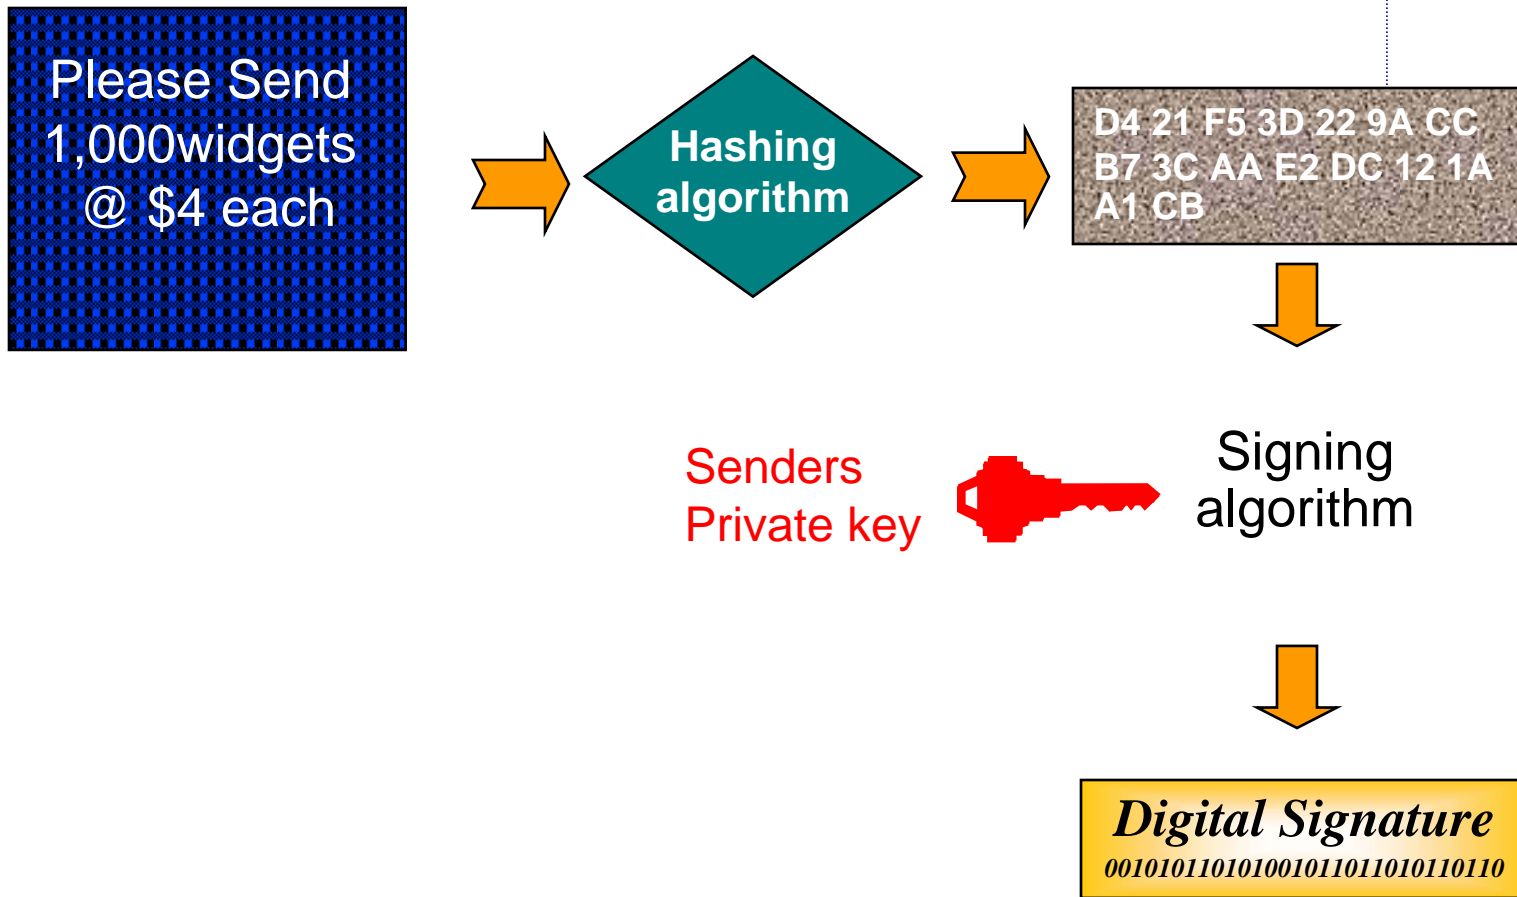 Please Send
1,000widgets
@ $4 each
Hashing
algorithm
D4 21 F5 3D 22 9A CC
B7 3C AA E2 DC 12 1A
A1 CB
Senders
Private key
Signing
algorithm
Digital Signature
00101011010100101101101011010110